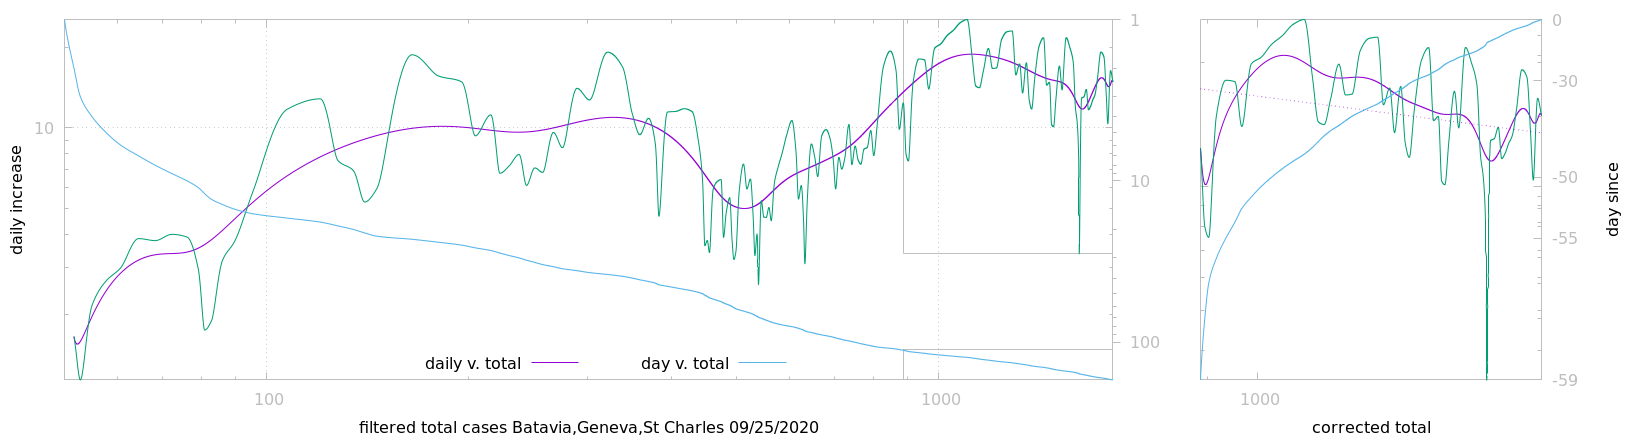 daily increase
10
100
1000
1
10
100
daily v. total
day v. total
filtered total cases Batavia,Geneva,St Charles 09/25/2020
0
-30
-50
-55
-59
day since
1000
corrected total